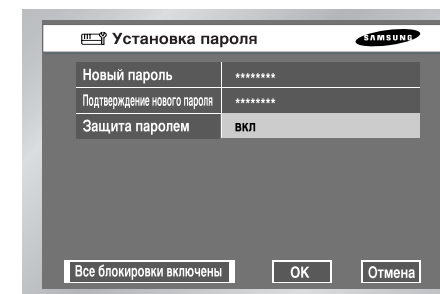 Установка пароля SAMSUNG
Новый пароль ********
Подтверждение нового пароля ********
Защита паролем вкл
Все блокировки включены OK Отмена